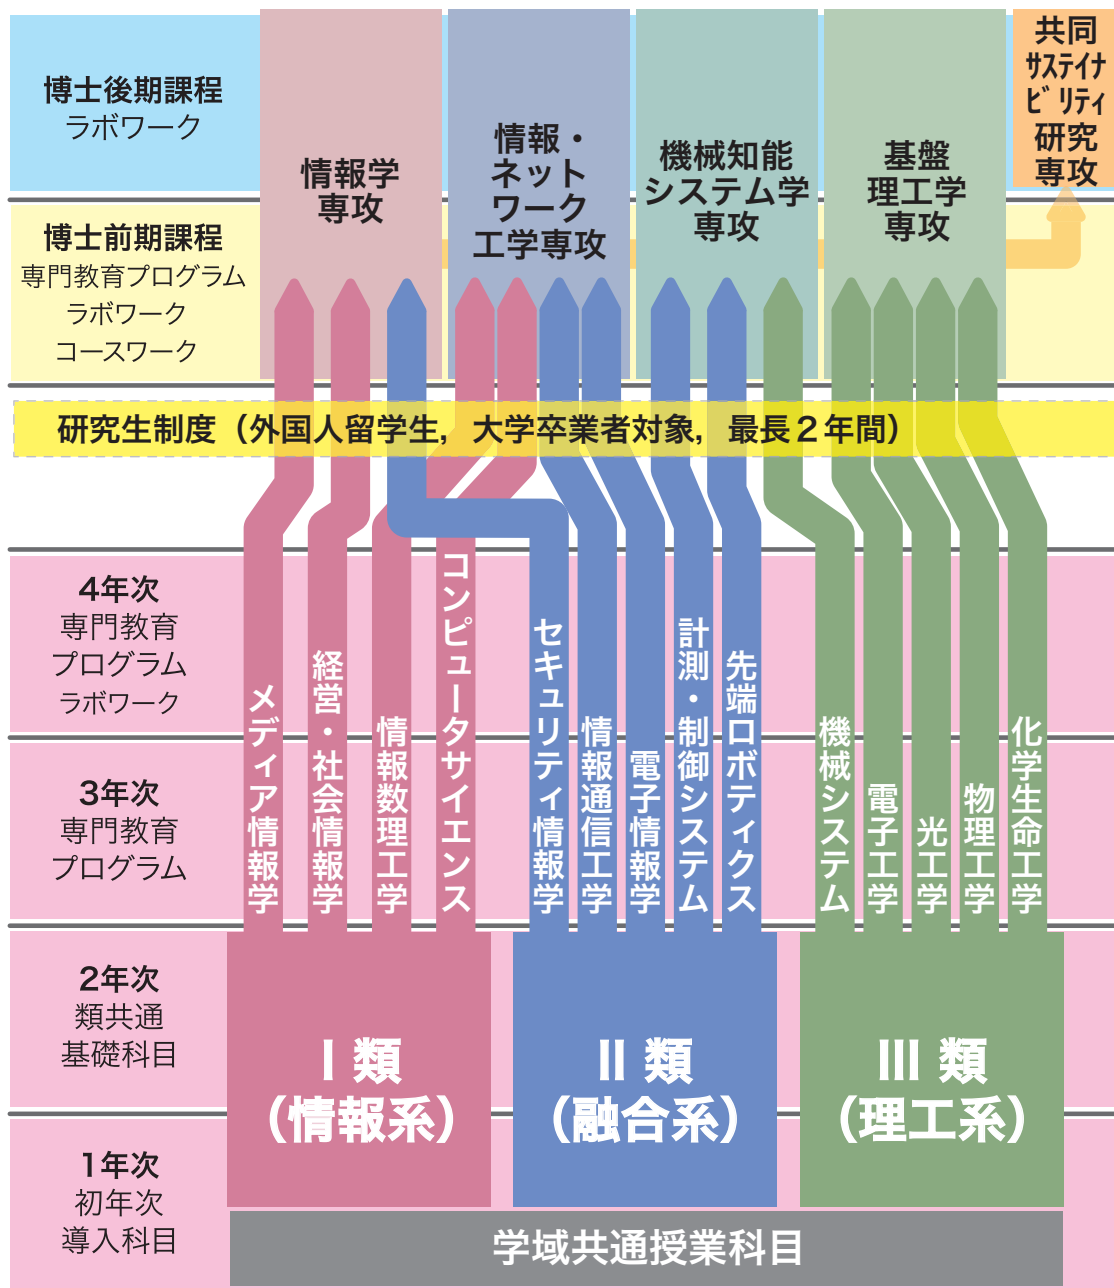 博士後期課程
ラボワーク
情報学
専攻
情報・
ネット
ワーク
工学専攻
機械知能
システム学
専攻
基盤
理工学
専攻
共同
サステイナ
ビリティ
研究
専攻
博士前期課程
専門教育プログラム
ラボワーク
コースワーク
研究生制度（外国人留学生，大学卒業者対象，最長２年間）
4年次
専門教育
プログラム
ラボワーク
3年次
専門教育
プログラム
メディア情報学
経営・社会情報学
情報数理工学
コンピュータサイエンス
セキュリティ情報学
情報通信工学
電子情報学
計測・制御システム
先端ロボティクス
機械システム
電子工学
光工学
物理工学
化学生命工学
2年次
類共通
基礎科目
I 類
（情報系）
II 類
（融合系）
III 類
（理工系）
1年次
初年次
導入科目
学域共通授業科目